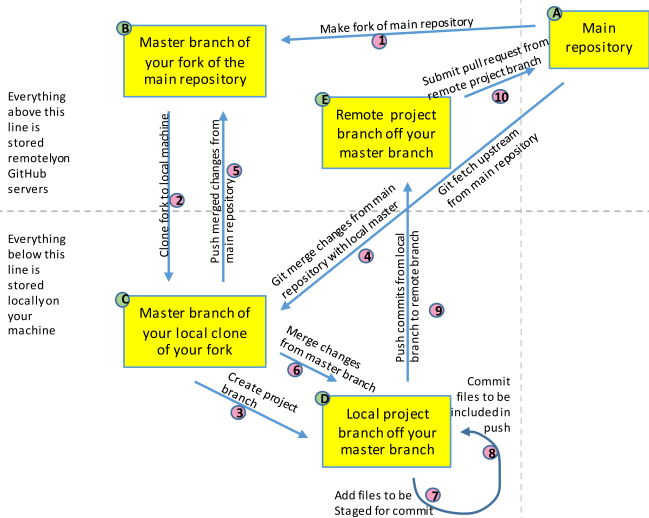 A
Main
repository
Make fork of main repository
1
B
Master branch of
your fork of the
main repository
Submit pull request from
remote project branch
10
E
Remote project
branch off your
master branch
Everything
above this
line is
stored
remotelyon
GitHub
servers
Clone fork to local machine
2
Push merged changes from
main repository
5
Git fetch upstream
from main repository
Git merge changes from main
repository with local master
4
Everything
below this
line is
stored
locallyon
your
machine
C
Master branch of
your local clone
of your fork
Push commits from local
branch to remote branch
9
Merge changes
from master branch
6
Create project
branch
3
D
Local project
branch off your
master branch
Commit
files to be
included in
push
8
7
Add files to be
Staged for commit